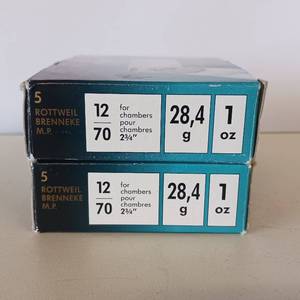 5
ROTTWEIL
BRENNEKE
M.P.
12
70
for
chambers
pour
chambres
2¾"
28,4
g
1
oz
5
ROTTWEIL
BRENNEKE
M.P.
12
70
for
chambers
pour
chambres
2¾"
28,4
g
1
oz